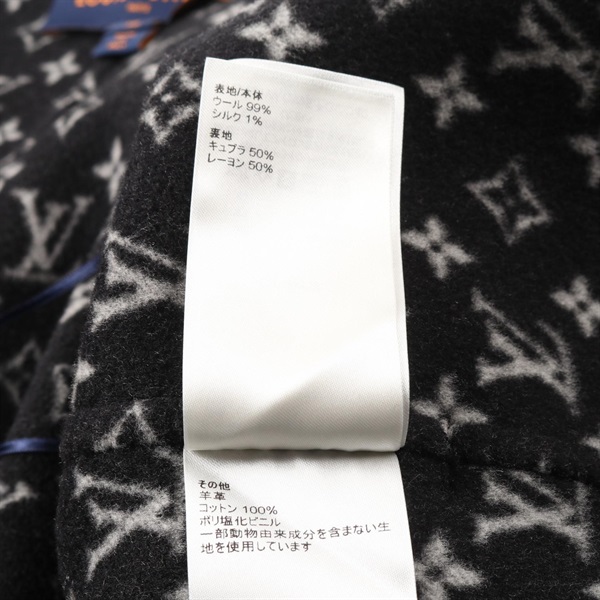 表地/本体
ウール 99%
シルク 1%
裏地
キュプラ 50%
レーヨン 50%
その他
羊革
コットン 100%
ポリ塩化ビニル
一部動物由来成分を含まない生
地を使用しています